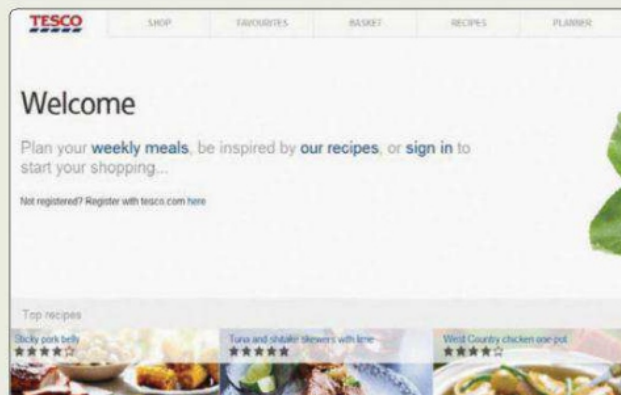 TESCO
SHOP FAVOURITES BASKET RECIPES PLANNER
Welcome
Plan your weekly meals, be inspired by our recipes, or sign in to
start your shopping...
Not registered? Register with tesco.com here
Top recipes
Sticky pork belly Tuna and shitake skewers with lime West Country chicken one-pot